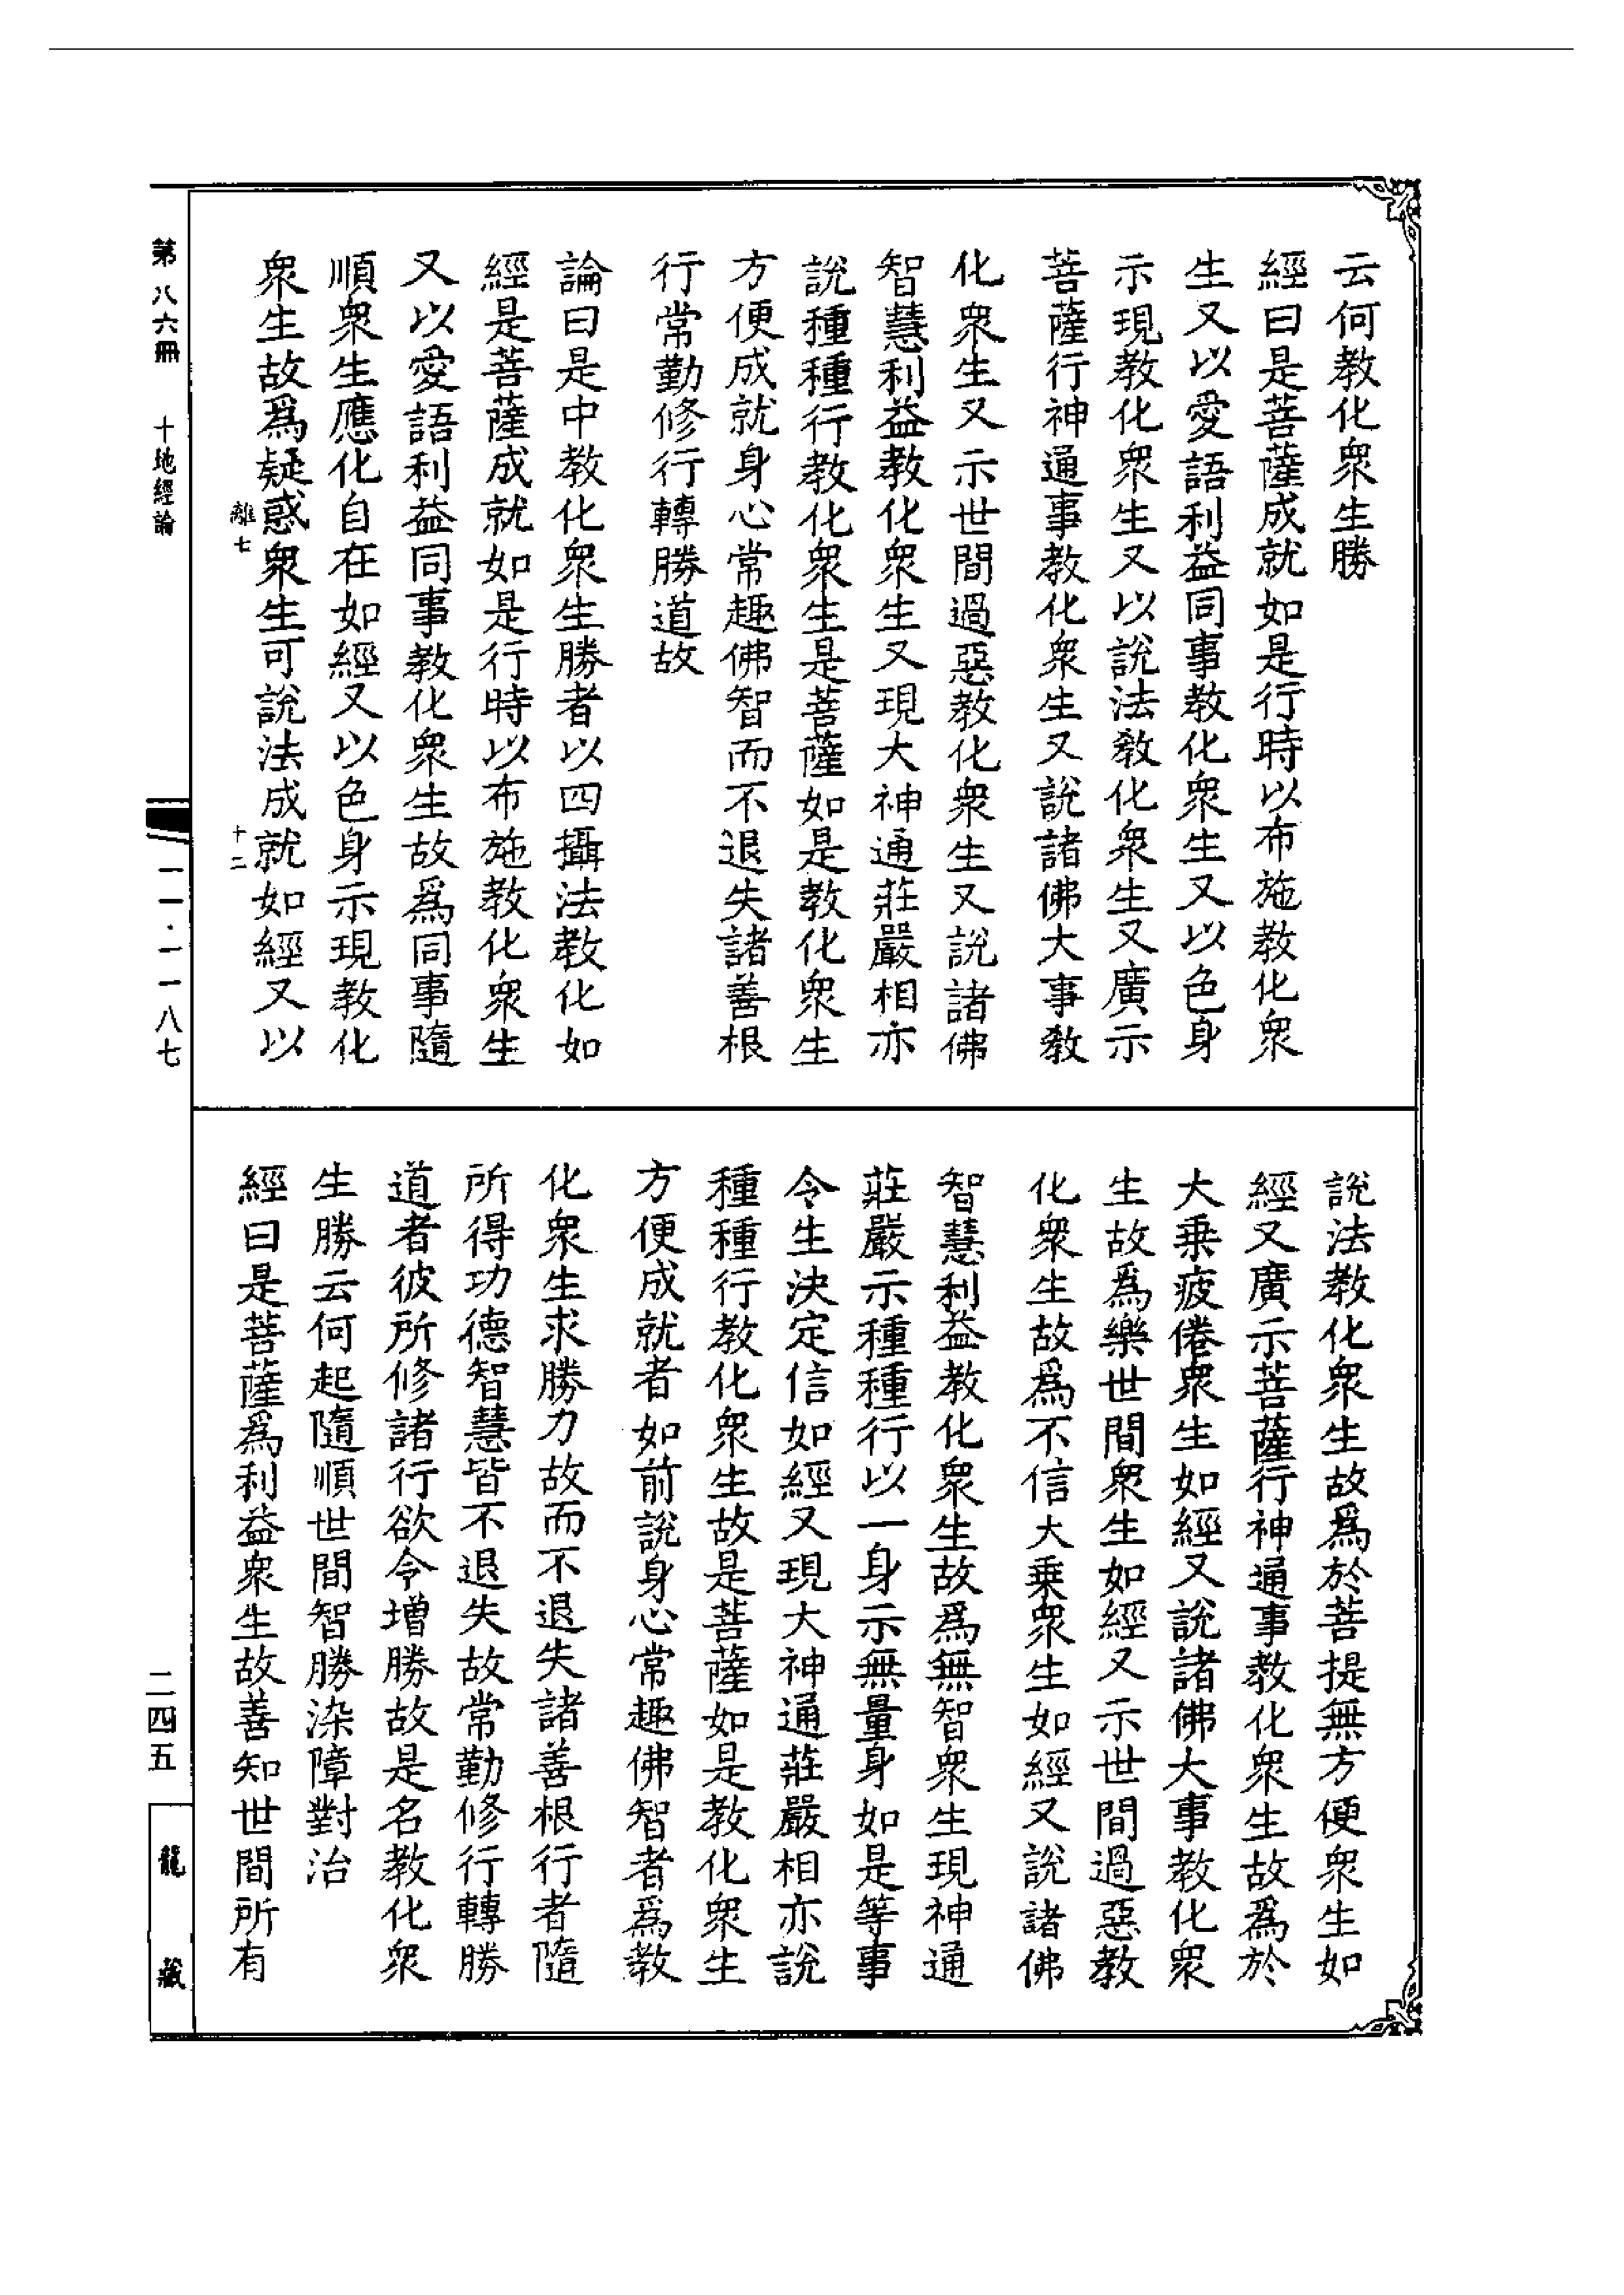 云何教化衆生勝
經曰是菩薩成就如是行時以布施教化衆
生又以愛語利益同事教化衆生又以色身
示現教化衆生又以說法教化衆生又廣示
菩薩行神通事教化衆生又說諸佛大事教
化衆生又示世間過惡教化衆生又說諸佛
智慧利益教化衆生又現大神通莊嚴相亦
說種種行教化衆生是菩薩如是教化衆生
方便成就身心常趣佛智而不退失諸善根
行常勤修行轉勝道故
論曰是中教化衆生勝者以四攝法教化如
經是菩薩成就如是行時以布施教化衆生
又以愛語利益同事教化衆生故爲同事隨
順衆生應化自在如經又以色身示現教化
衆生故爲疑惑衆生可說法成就如經又以
離七
十二
說法教化衆生故爲於菩提無方便衆生如
經又廣示菩薩行神通事教化衆生故爲於
大乘疲倦衆生如經又說諸佛大事教化衆
生故爲樂世間衆生如經又示世間過惡教
化衆生故爲不信大乘衆生如經又說諸佛
智慧利益教化衆生故爲無智衆生現神通
莊嚴示種種行以一身示無量身如是等事
令生決定信如經又現大神通莊嚴相亦說
種種行教化衆生故是菩薩如是教化衆生
方便成就者如前說身心常趣佛智者爲教
化衆生求勝力故而不退失諸善根行者隨
所得功德智慧皆不退失故常勤修行轉勝
道者彼所修諸行欲令增勝故是名教化衆
生勝云何起隨順世間智勝染障對治
經曰是菩薩爲利益衆生故善知世間所有
第八六冊
十地經論
一一·一一八七
二四五
龍藏